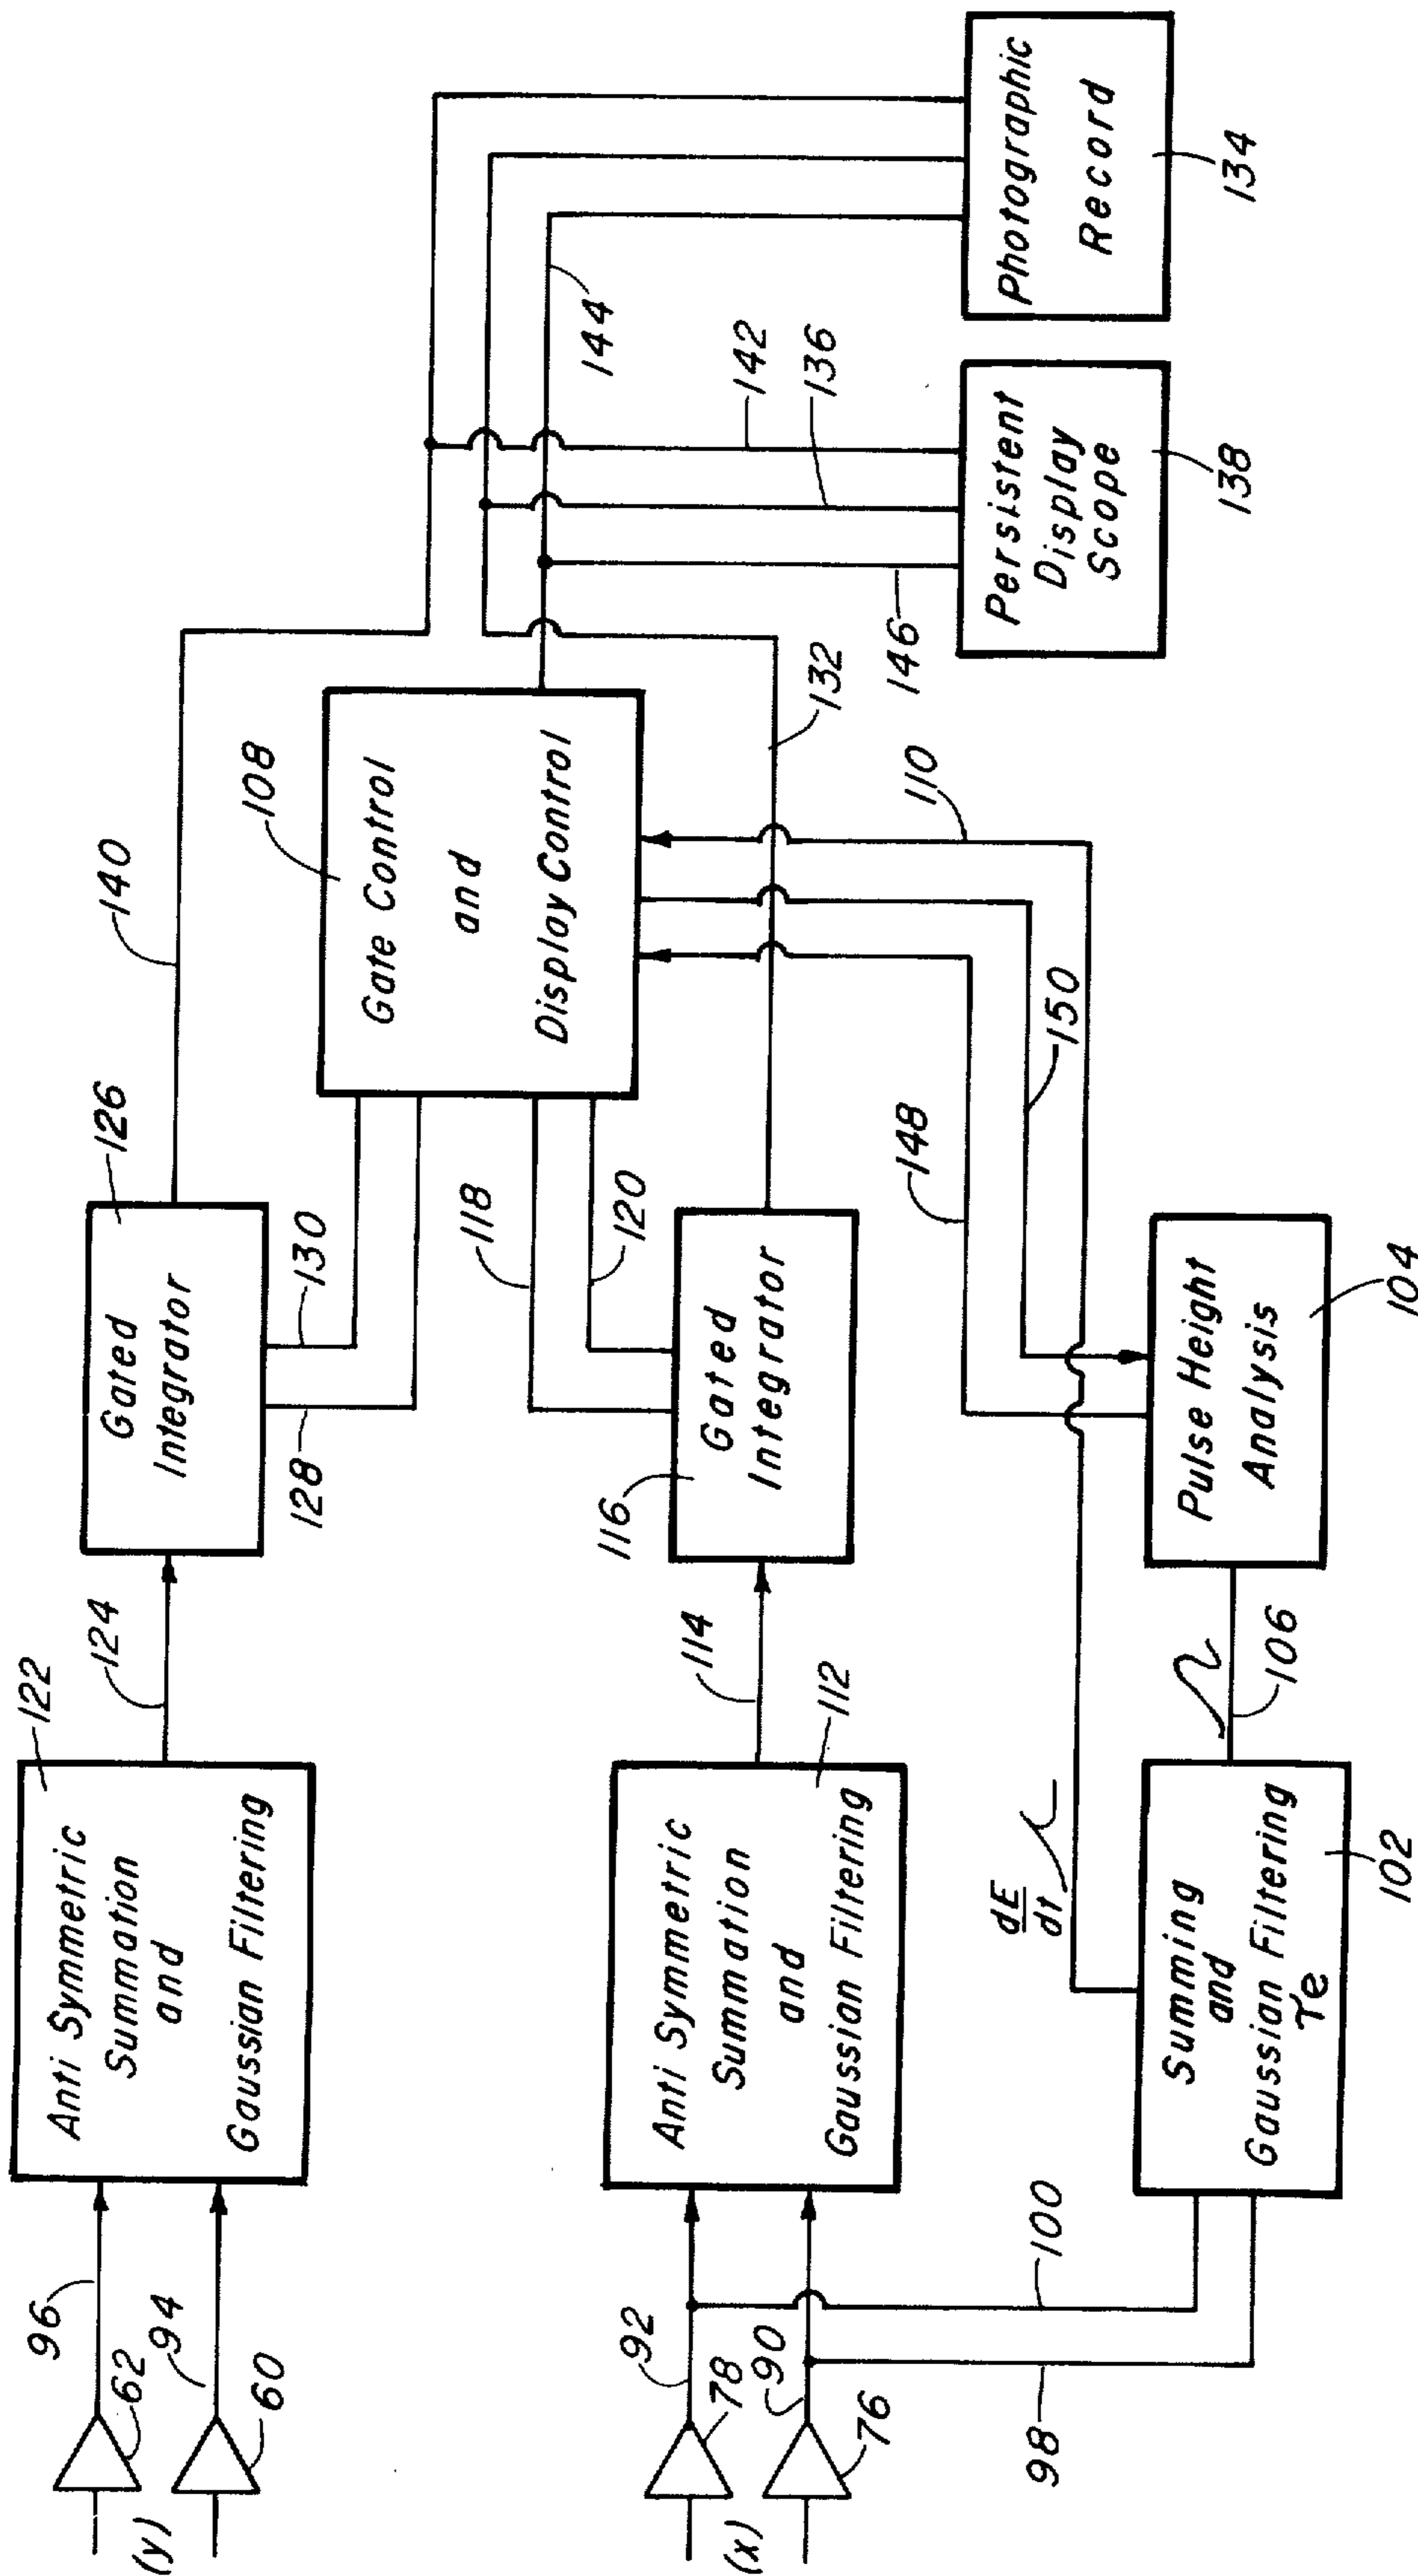 (y)
62
60
96
94
122
Anti Symmetric
Summation
and
Gaussian Filtering
124
126
Gated
Integrator
128
130
140
108
Gate Control
and
Display Control
118
120
(x)
78
76
92
90
112
Anti Symmetric
Summation
and
Gaussian Filtering
114
116
Gated
Integrator
132
144
142
136
146
110
148
150
98
100
102
Summing
and
Gaussian Filtering
τe
dE
dt
106
104
Pulse Height
Analysis
138
Persistent
Display
Scope
134
Photographic
Record